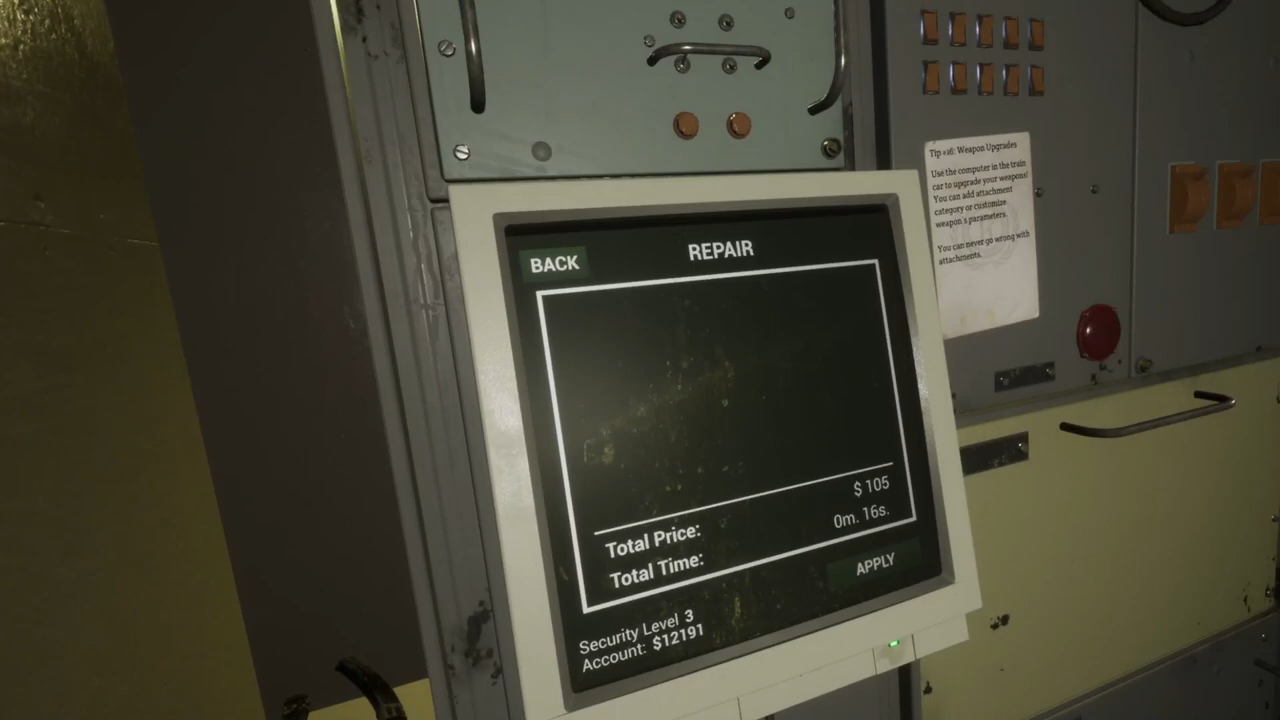 Tip #16: Weapon Upgrades
Use the computer in the train
car to upgrade your weapons!
You can add attachment
category or customize
weapon's parameters.
You can never go wrong with
attachments.
BACK
REPAIR
Total Price: $ 105
Total Time: 0m. 16s.
APPLY
Security Level 3
Account: $12191